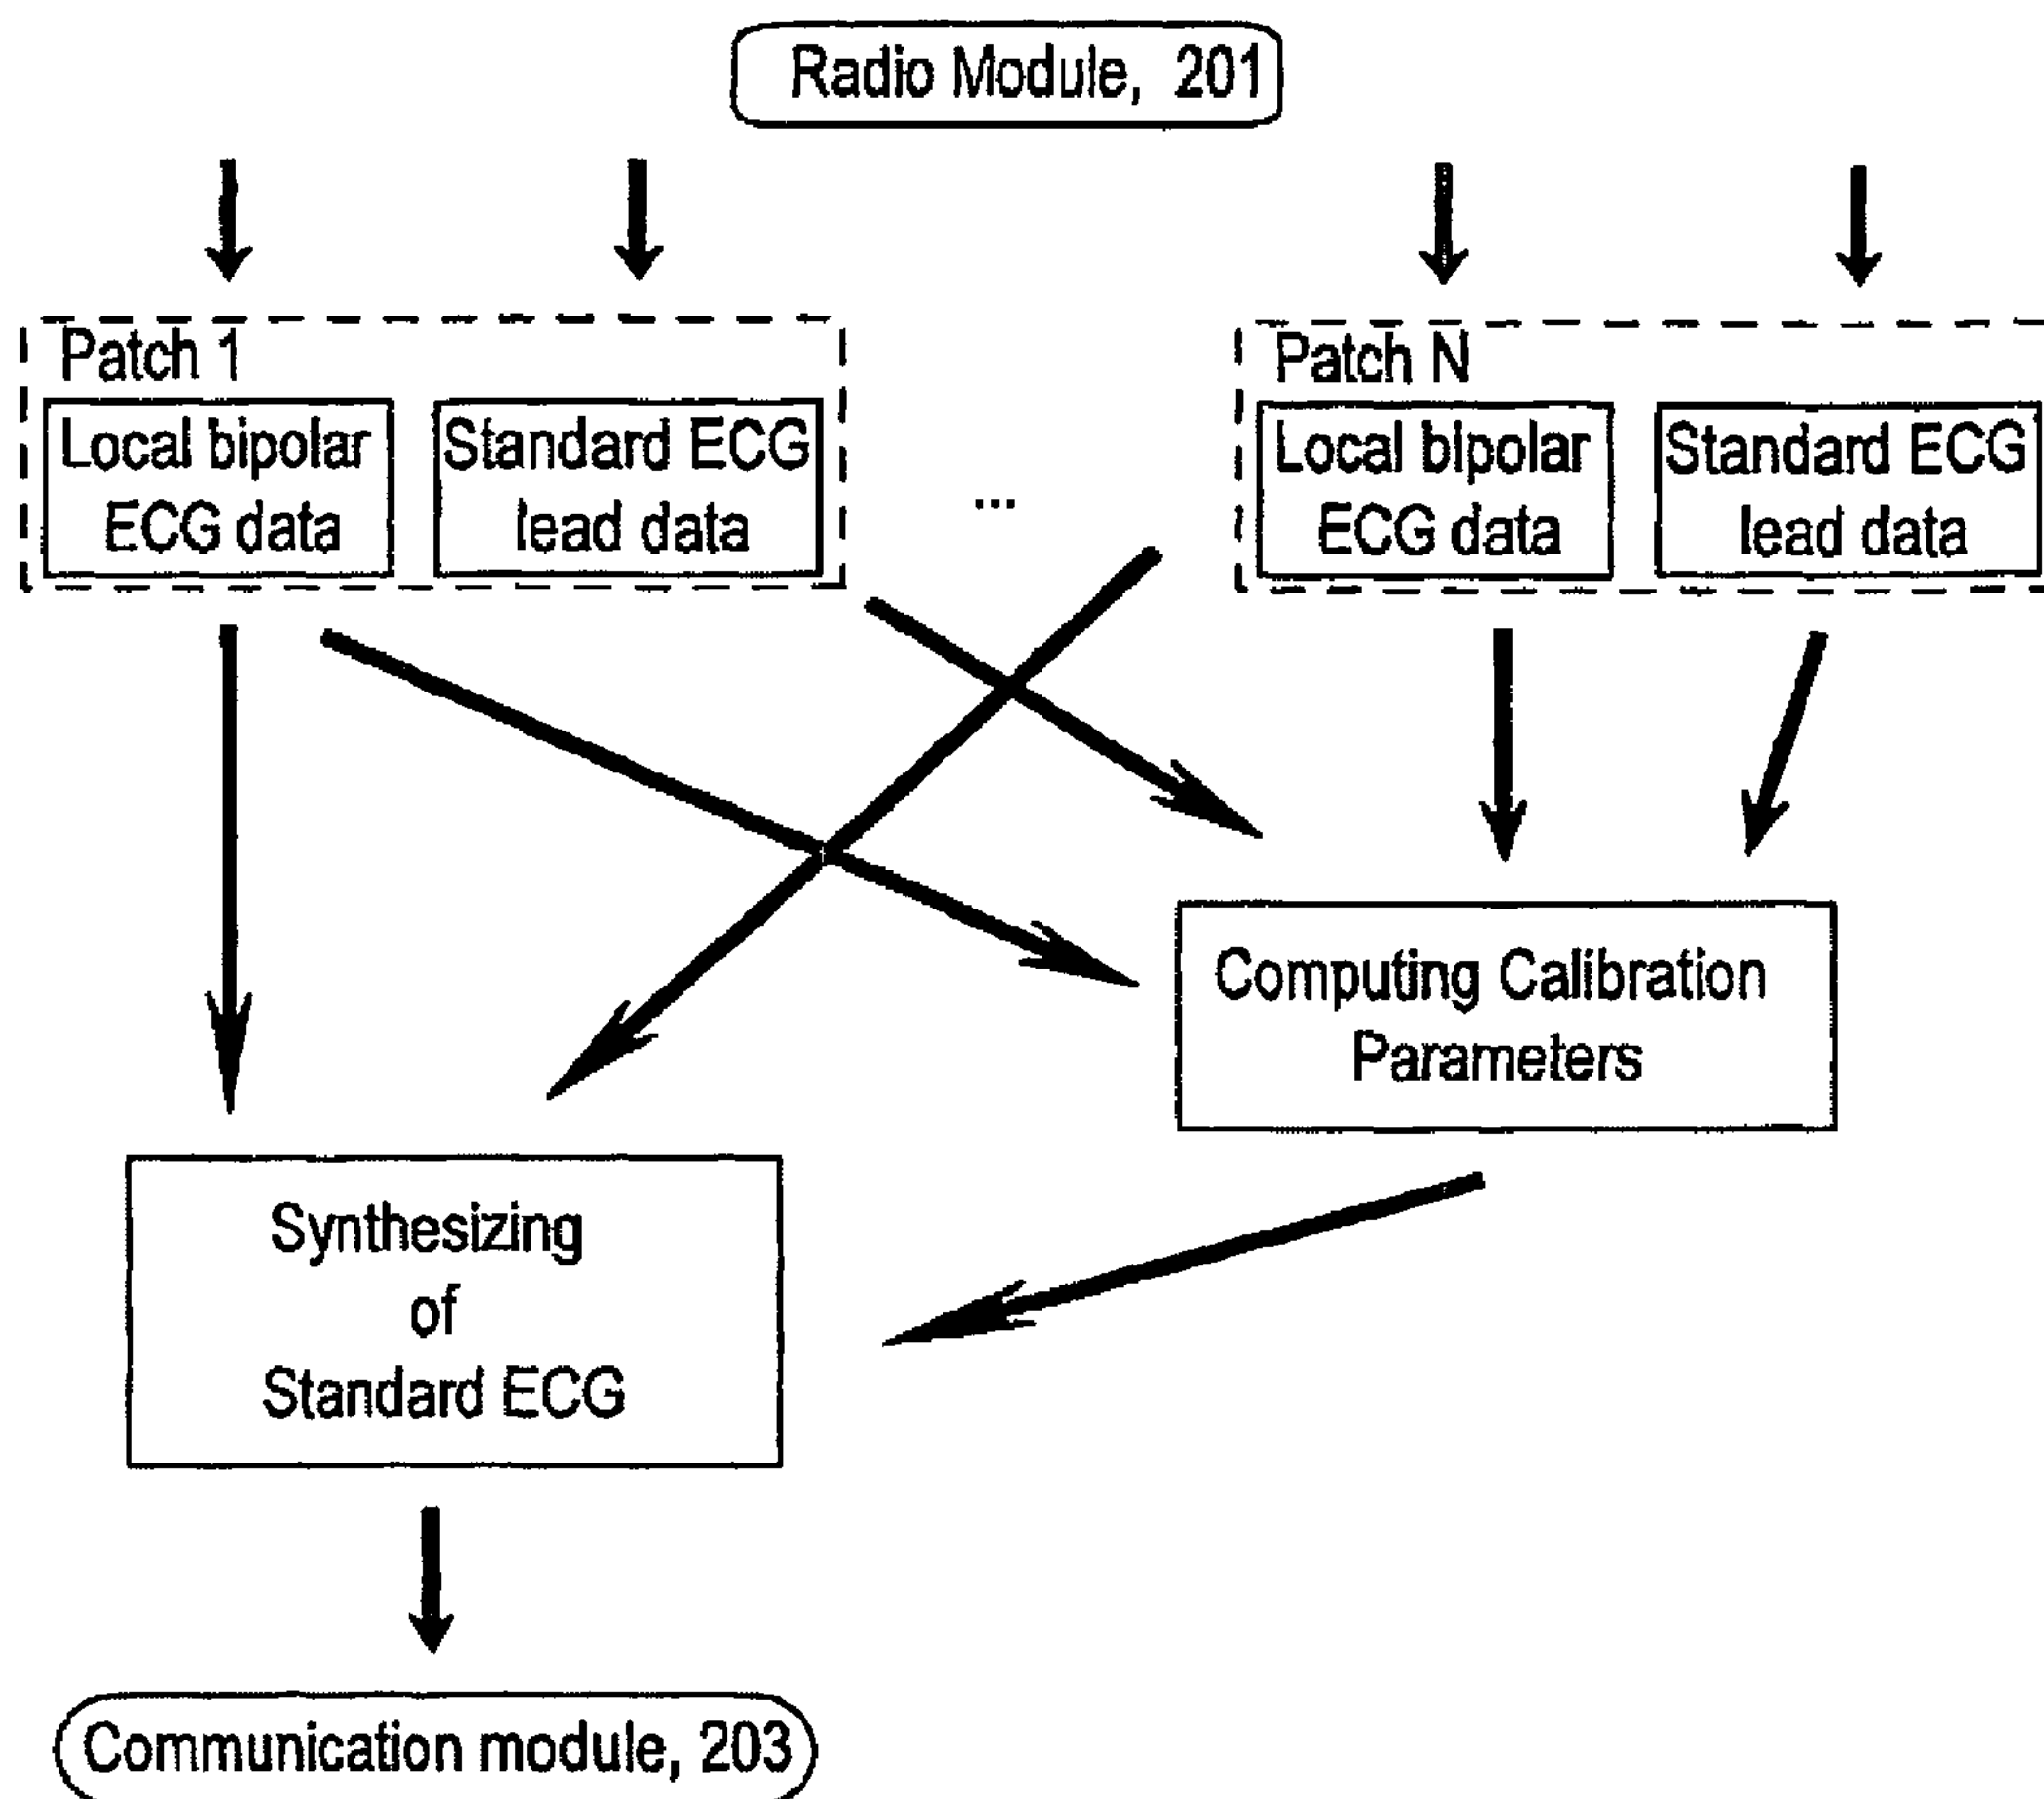 Radio Module, 201
Patch 1
Local bipolar
ECG data
Standard ECG
lead data
...
Patch N
Local bipolar
ECG data
Standard ECG
lead data
Computing Calibration
Parameters
Synthesizing
of
Standard ECG
Communication module, 203